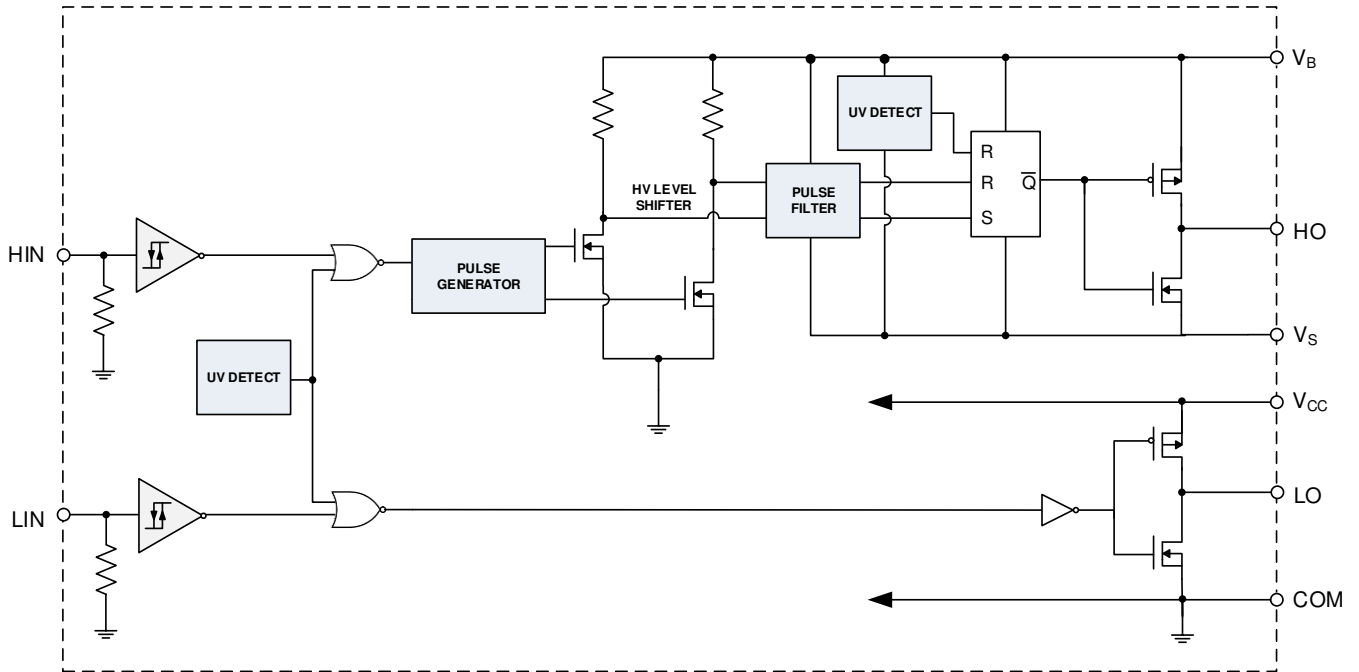 V_B
UV DETECT
R
R
S
Q̅
HV LEVEL
SHIFTER
PULSE
FILTER
HIN
HO
PULSE
GENERATOR
V_S
UV DETECT
V_CC
LIN
LO
COM